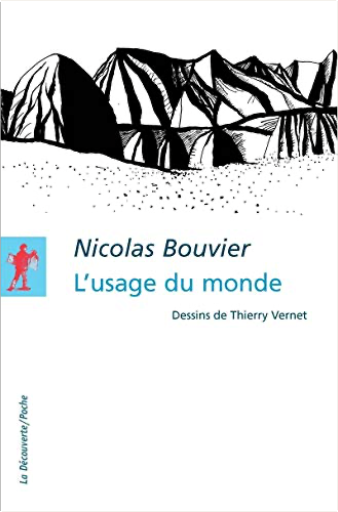 Nicolas Bouvier
L'usage du monde
Dessins de Thierry Vernet
La Découverte/Poche